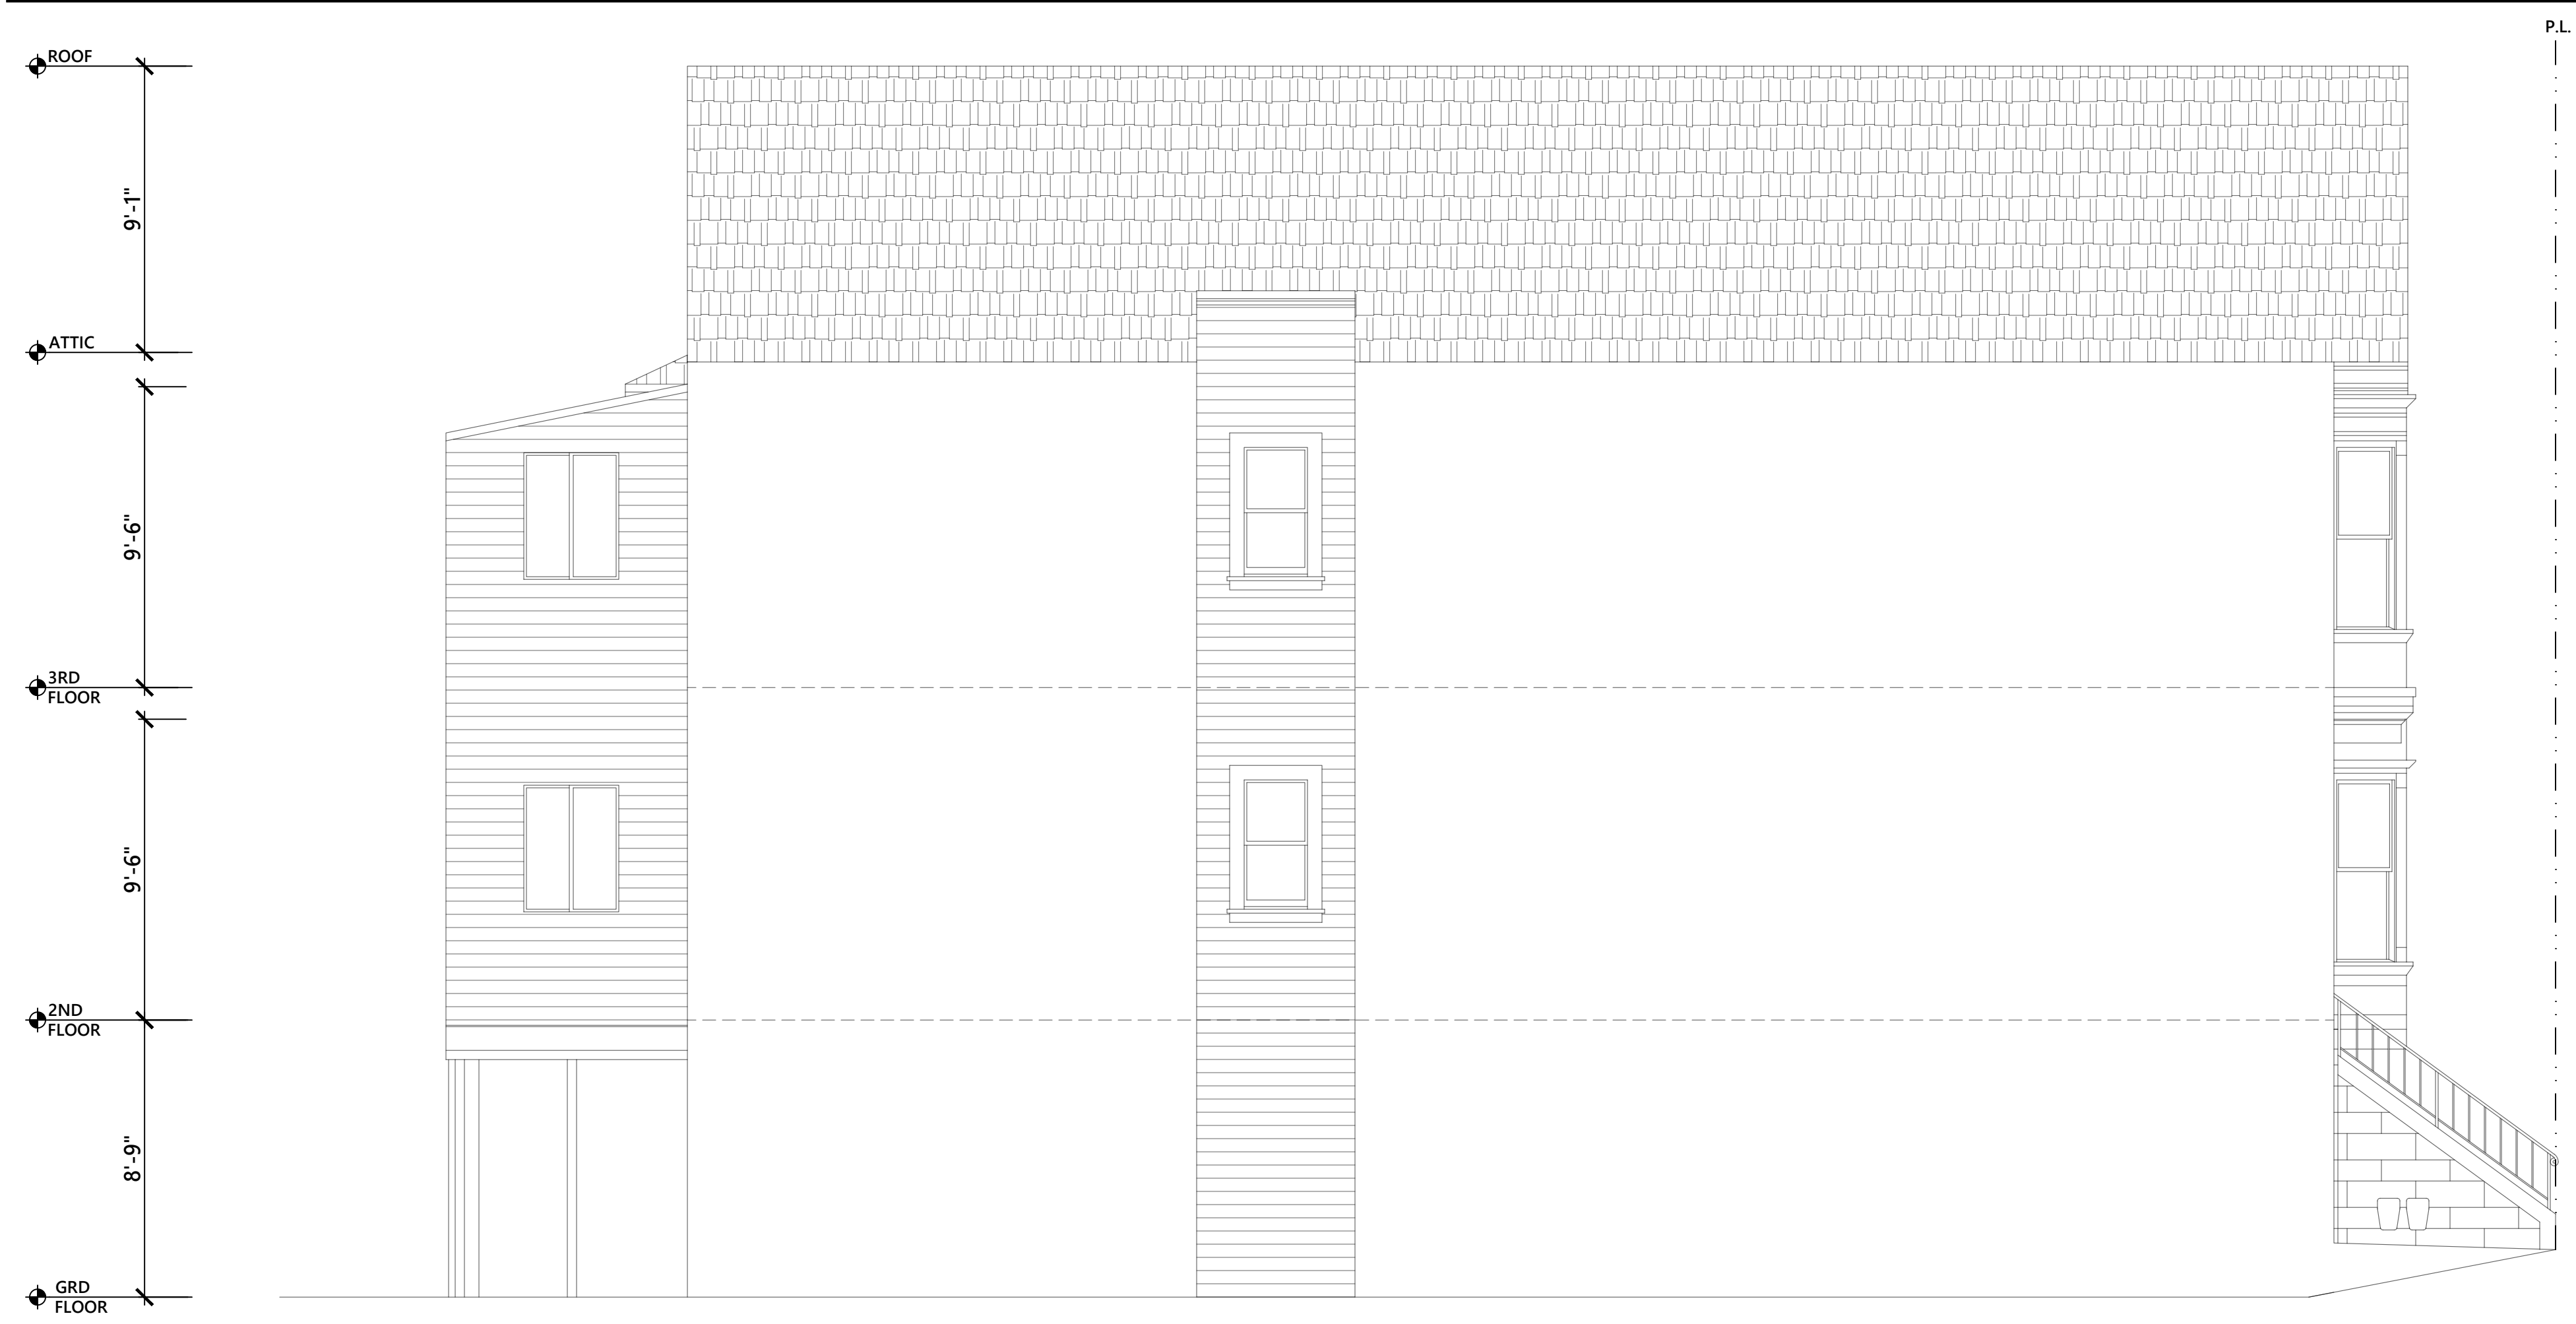 P.L.
ROOF
9'-1"
ATTIC
9'-6"
3RD
FLOOR
9'-6"
2ND
FLOOR
8'-9"
GRD
FLOOR